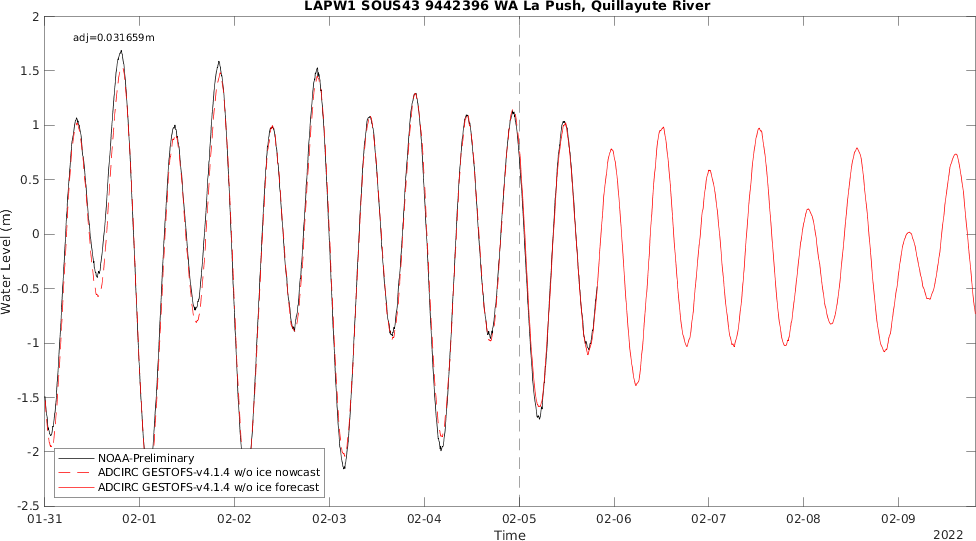 LAPW1 SOUS43 9442396 WA La Push, Quillayute River
adj=0.031659m
2
1.5
1
0.5
0
-0.5
-1
-1.5
-2
-2.5
Water Level (m)
NOAA-Preliminary
ADCIRC GESTOFS-v4.1.4 w/o ice nowcast
ADCIRC GESTOFS-v4.1.4 w/o ice forecast
01-31 02-01 02-02 02-03 02-04 02-05 02-06 02-07 02-08 02-09
Time
2022